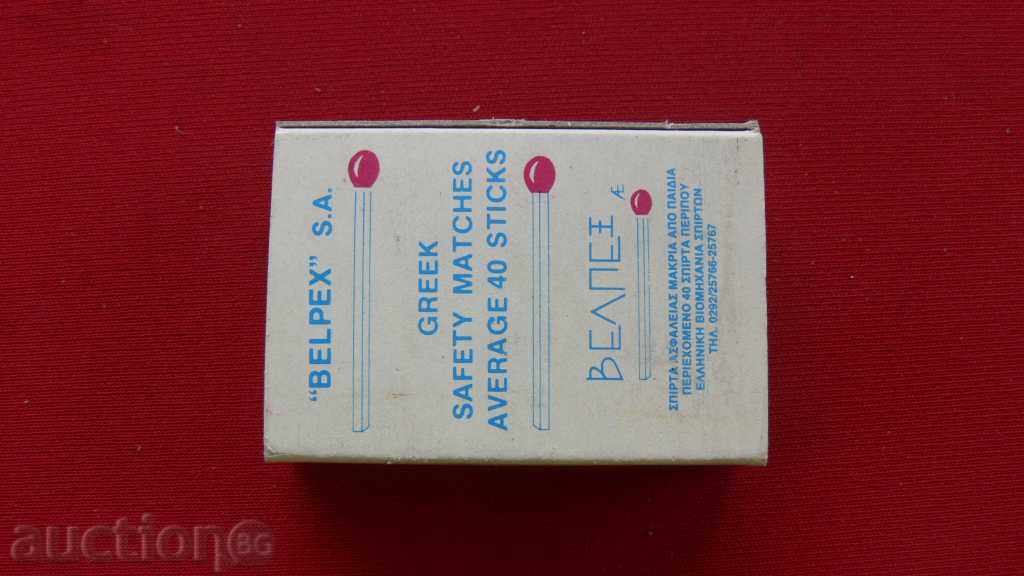 "BELPEX" S.A.
GREEK
SAFETY MATCHES
AVERAGE 40 STICKS
ΒΕΛΠΕΞ ΑΕ
ΣΠΙΡΤΑ ΑΣΦΑΛΕΙΑΣ ΜΑΚΡΙΑ ΑΠΟ ΠΑΙΔΙΑ
ΠΕΡΙΕΧΟΜΕΝΟ 40 ΣΠΙΡΤΑ ΠΕΡΙΠΟΥ
ΕΛΛΗΝΙΚΗ ΒΙΟΜΗΧΑΝΙΑ ΣΠΙΡΤΩΝ
ΤΗΛ. 0292/25766-25767
auction BG